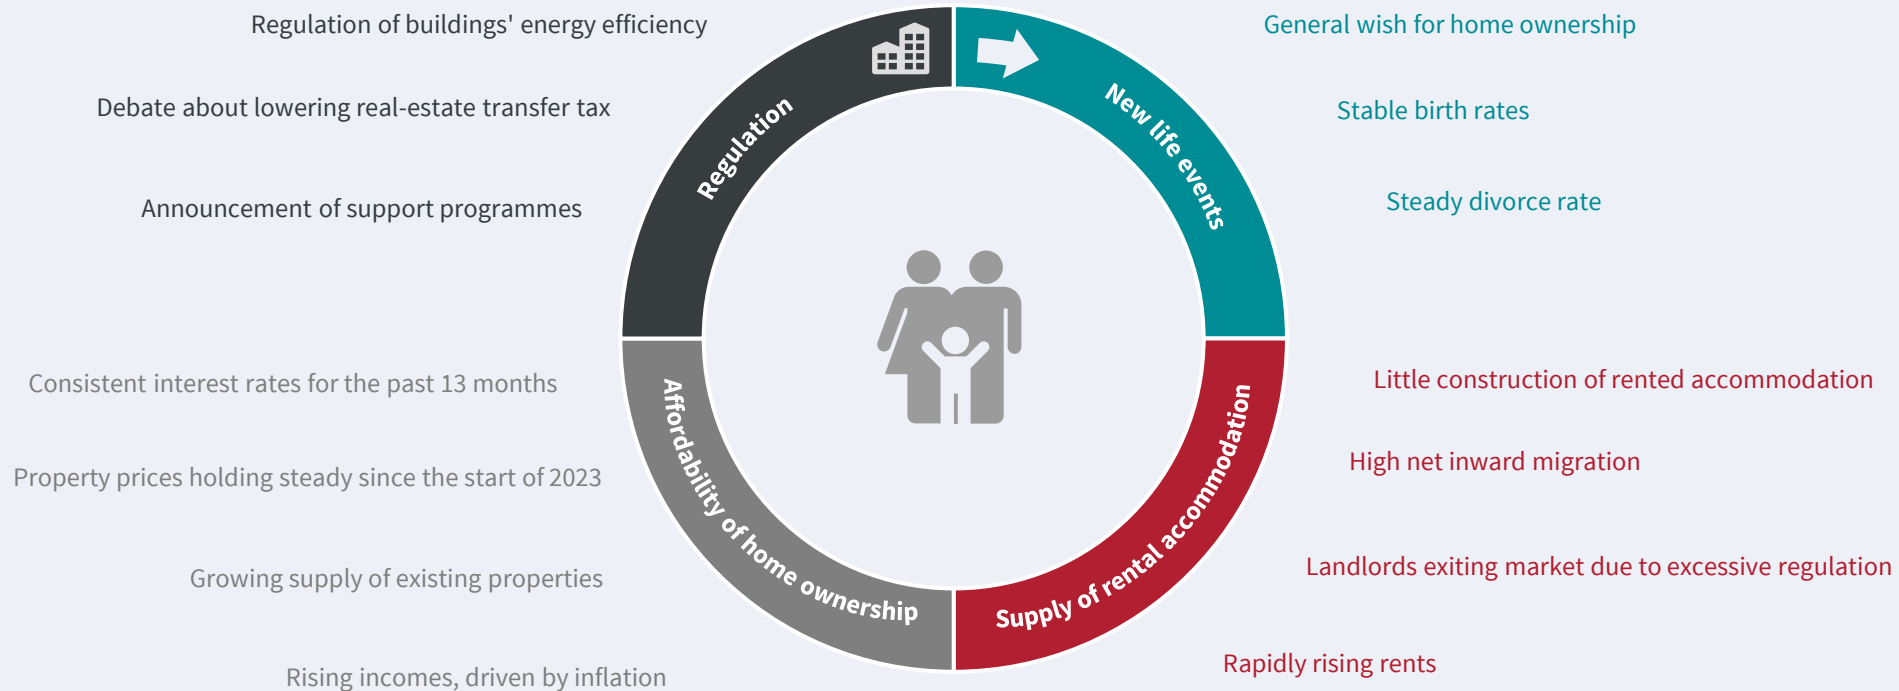 Regulation of buildings' energy efficiency
Debate about lowering real-estate transfer tax
Announcement of support programmes
Regulation
New life events
General wish for home ownership
Stable birth rates
Steady divorce rate
Consistent interest rates for the past 13 months
Property prices holding steady since the start of 2023
Growing supply of existing properties
Rising incomes, driven by inflation
Affordability of home ownership
Supply of rental accommodation
Little construction of rented accommodation
High net inward migration
Landlords exiting market due to excessive regulation
Rapidly rising rents